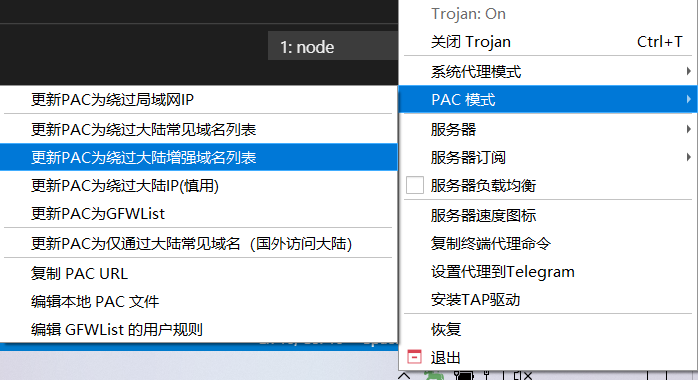 1: node
Trojan: On
关闭 Trojan Ctrl+T
系统代理模式
PAC 模式
服务器
服务器订阅
服务器负载均衡
服务器速度图标
复制终端代理命令
设置代理到Telegram
安装TAP驱动
恢复
退出
更新PAC为绕过局域网IP
更新PAC为绕过大陆常见域名列表
更新PAC为绕过大陆增强域名列表
更新PAC为绕过大陆IP(慎用)
更新PAC为GFWList
更新PAC为仅通过大陆常见域名（国外访问大陆）
复制 PAC URL
编辑本地 PAC 文件
编辑 GFWList 的用户规则